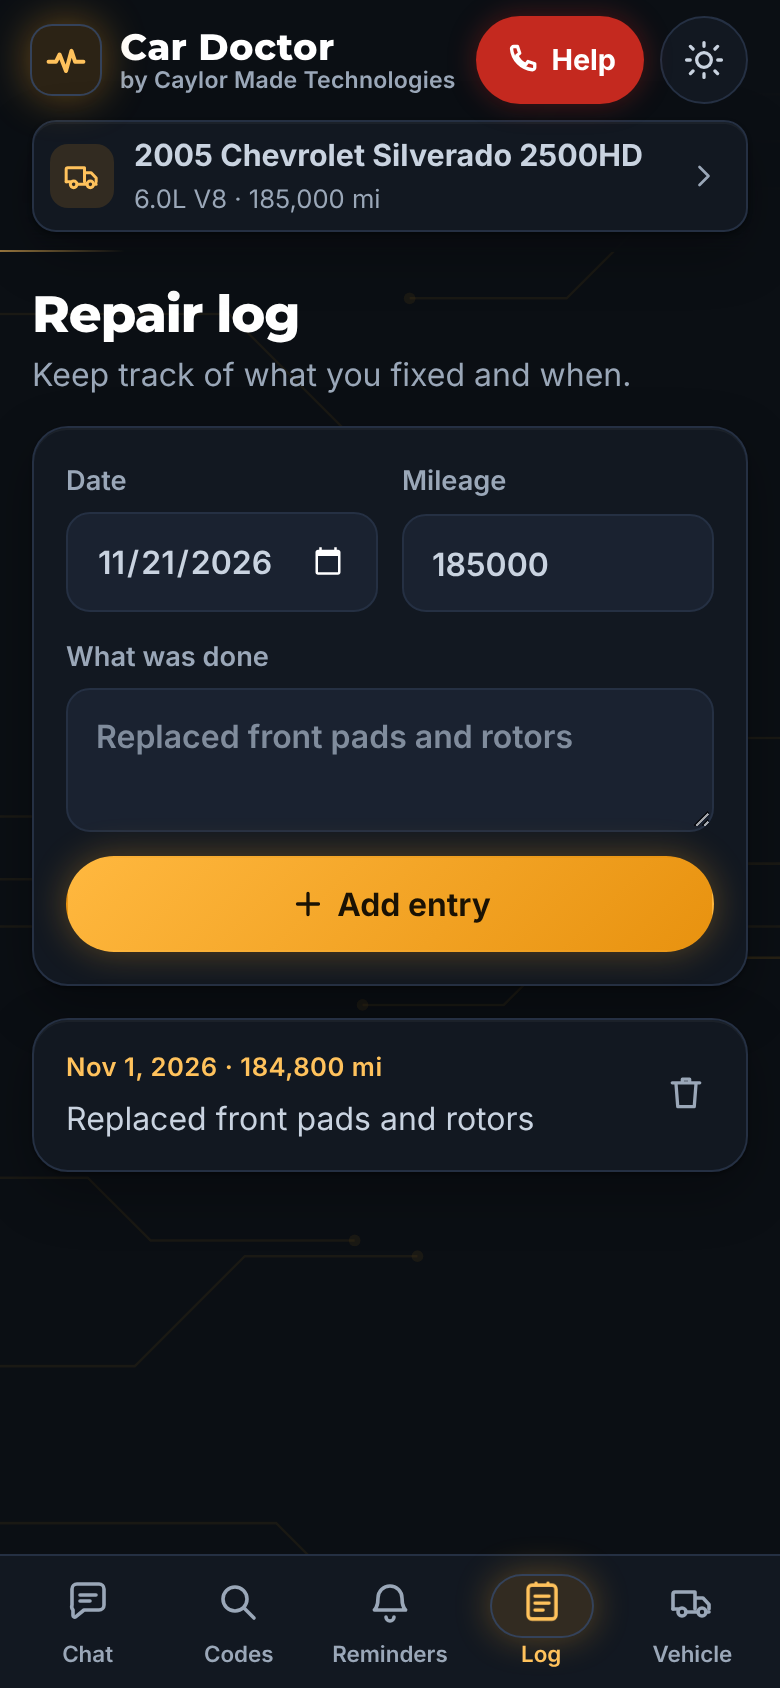 Car Doctor
by Caylor Made Technologies
Help
2005 Chevrolet Silverado 2500HD
6.0L V8 · 185,000 mi
Repair log
Keep track of what you fixed and when.
Date
Mileage
11/21/2026
185000
What was done
Replaced front pads and rotors
+ Add entry
Nov 1, 2026 · 184,800 mi
Replaced front pads and rotors
Chat
Codes
Reminders
Log
Vehicle